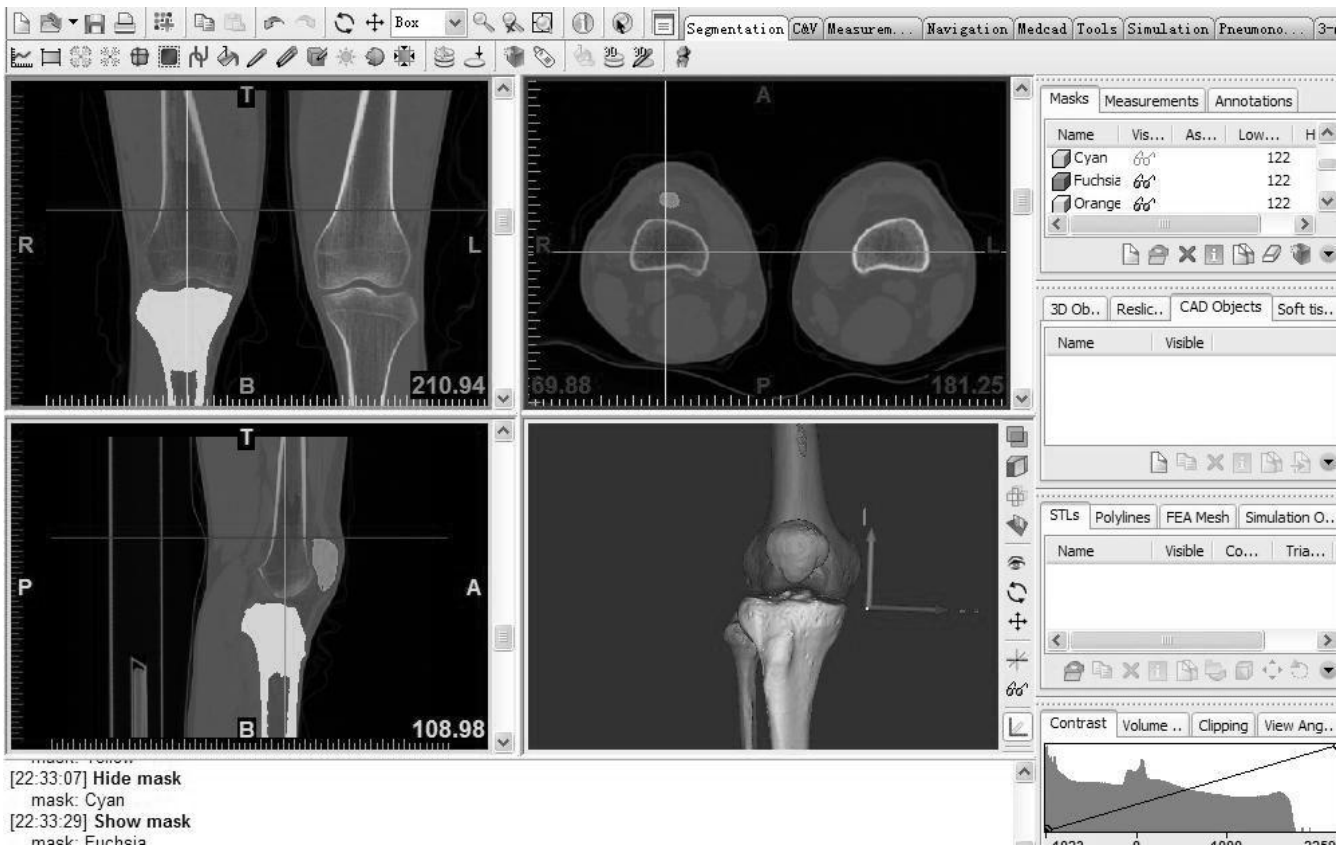 Box
Segmentation C&V Measurem... Navigation Medcad Tools Simulation Pneumono...
T
R
L
B
210.94
A
R
L
69.88
P
181.25
T
P
A
B
108.98
Masks Measurements Annotations
Name Vis... As... Low... H
Cyan 122
Fuchsia 122
Orange 122
3D Ob.. Reslic.. CAD Objects Soft tis..
Name Visible
STLs Polylines FEA Mesh Simulation O..
Name Visible Co... Tria...
Contrast Volume .. Clipping View Ang..
[22:33:07] Hide mask
mask: Cyan
[22:33:29] Show mask
mask: Fuchsia